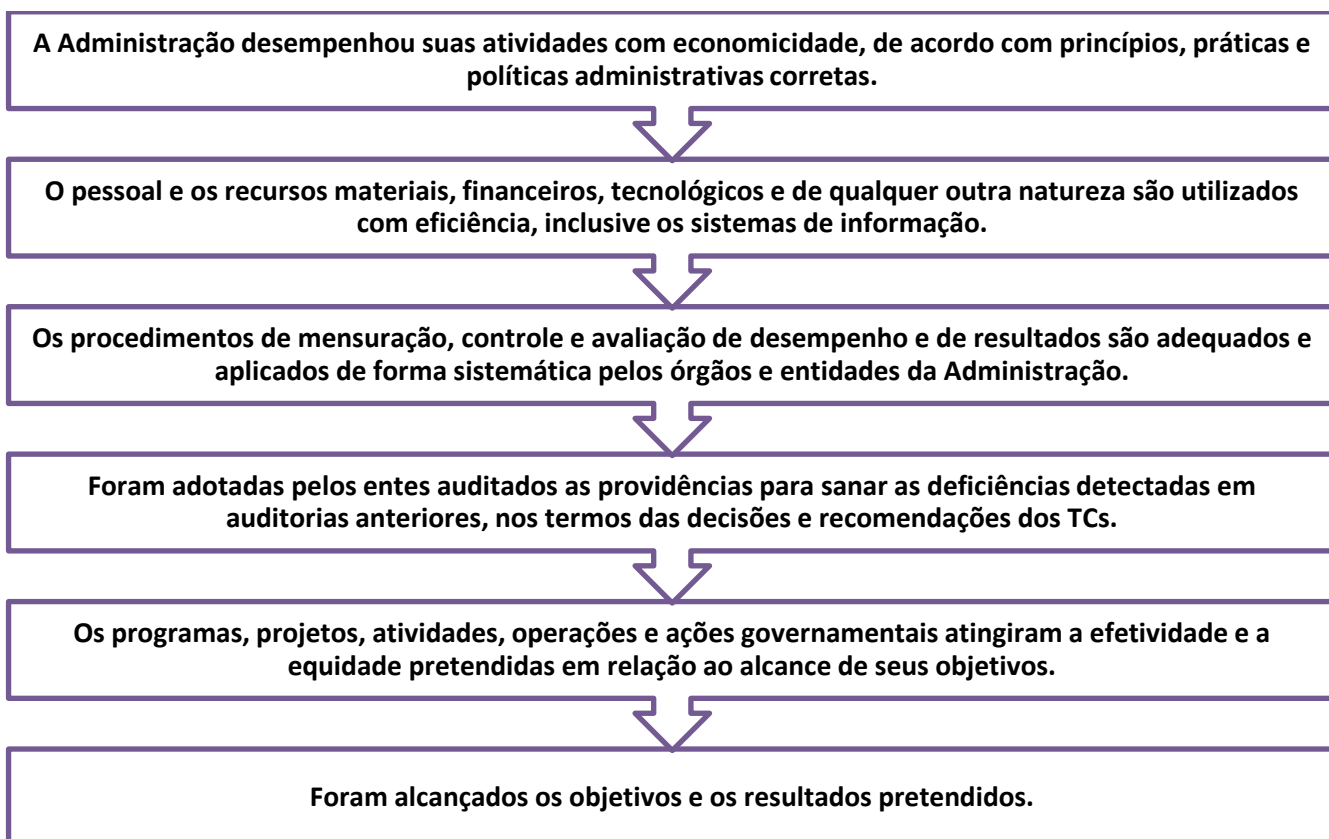 A Administração desempenhou suas atividades com economicidade, de acordo com princípios, práticas e
políticas administrativas corretas.
O pessoal e os recursos materiais, financeiros, tecnológicos e de qualquer outra natureza são utilizados
com eficiência, inclusive os sistemas de informação.
Os procedimentos de mensuração, controle e avaliação de desempenho e de resultados são adequados e
aplicados de forma sistemática pelos órgãos e entidades da Administração.
Foram adotadas pelos entes auditados as providências para sanar as deficiências detectadas em
auditorias anteriores, nos termos das decisões e recomendações dos TCs.
Os programas, projetos, atividades, operações e ações governamentais atingiram a efetividade e a
equidade pretendidas em relação ao alcance de seus objetivos.
Foram alcançados os objetivos e os resultados pretendidos.